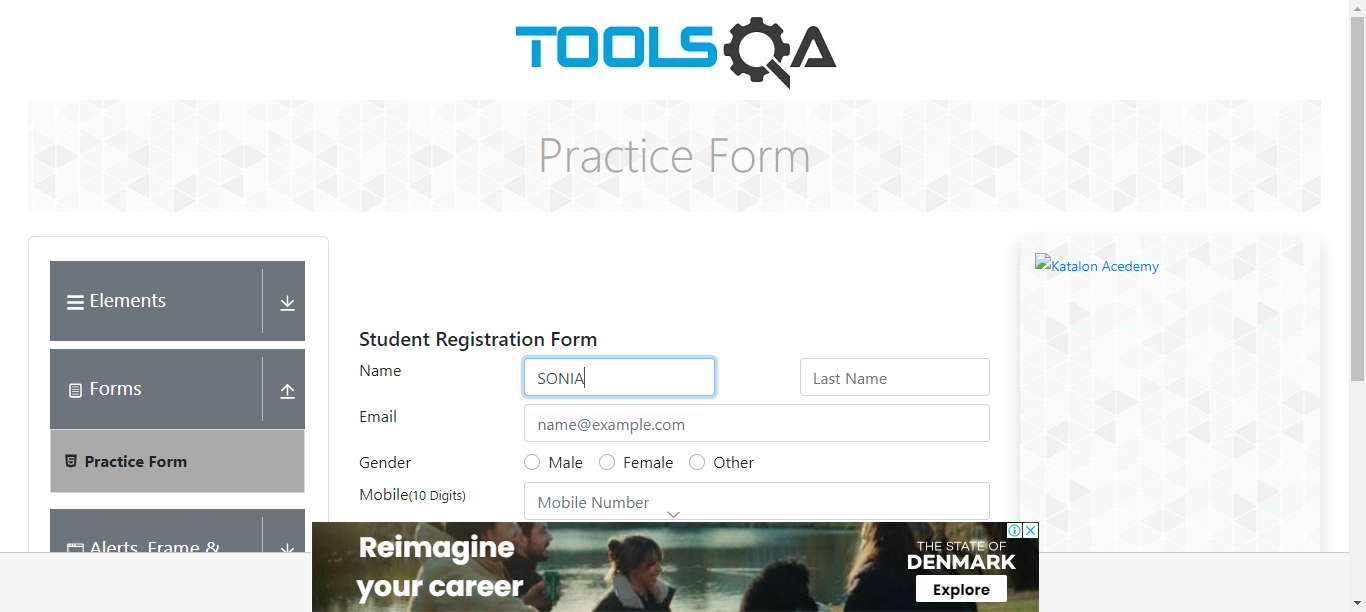 TOOLSQA
Practice Form
Elements
Forms
Practice Form
Alerts, Frame &
Student Registration Form
Name
SONIA
Last Name
Email
name@example.com
Gender
Male Female Other
Mobile(10 Digits)
Mobile Number
Katalon Acedemy
Reimagine
your career
THE STATE OF
DENMARK
Explore